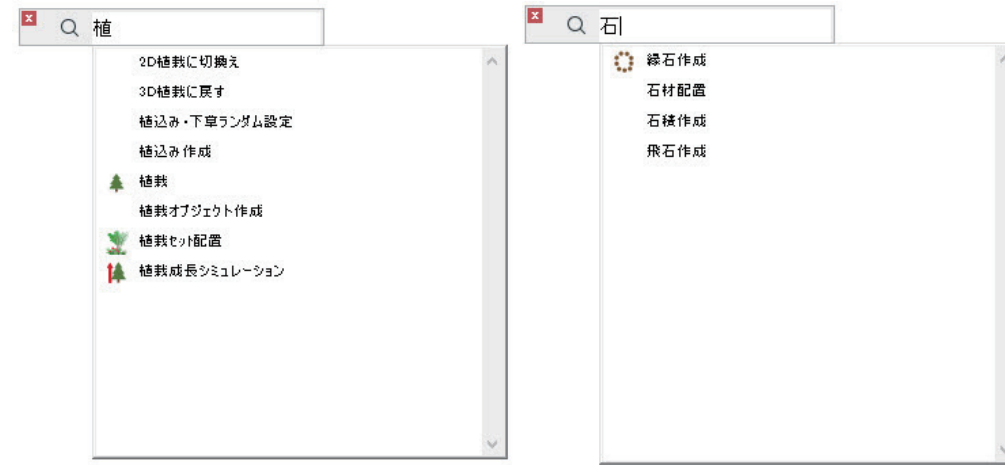 植
2D植栽に切換え
3D植栽に戻す
植込み・下草ランダム設定
植込み作成
植栽
植栽オブジェクト作成
植栽セット配置
植栽成長シミュレーション
石
縁石作成
石材配置
石積作成
飛石作成